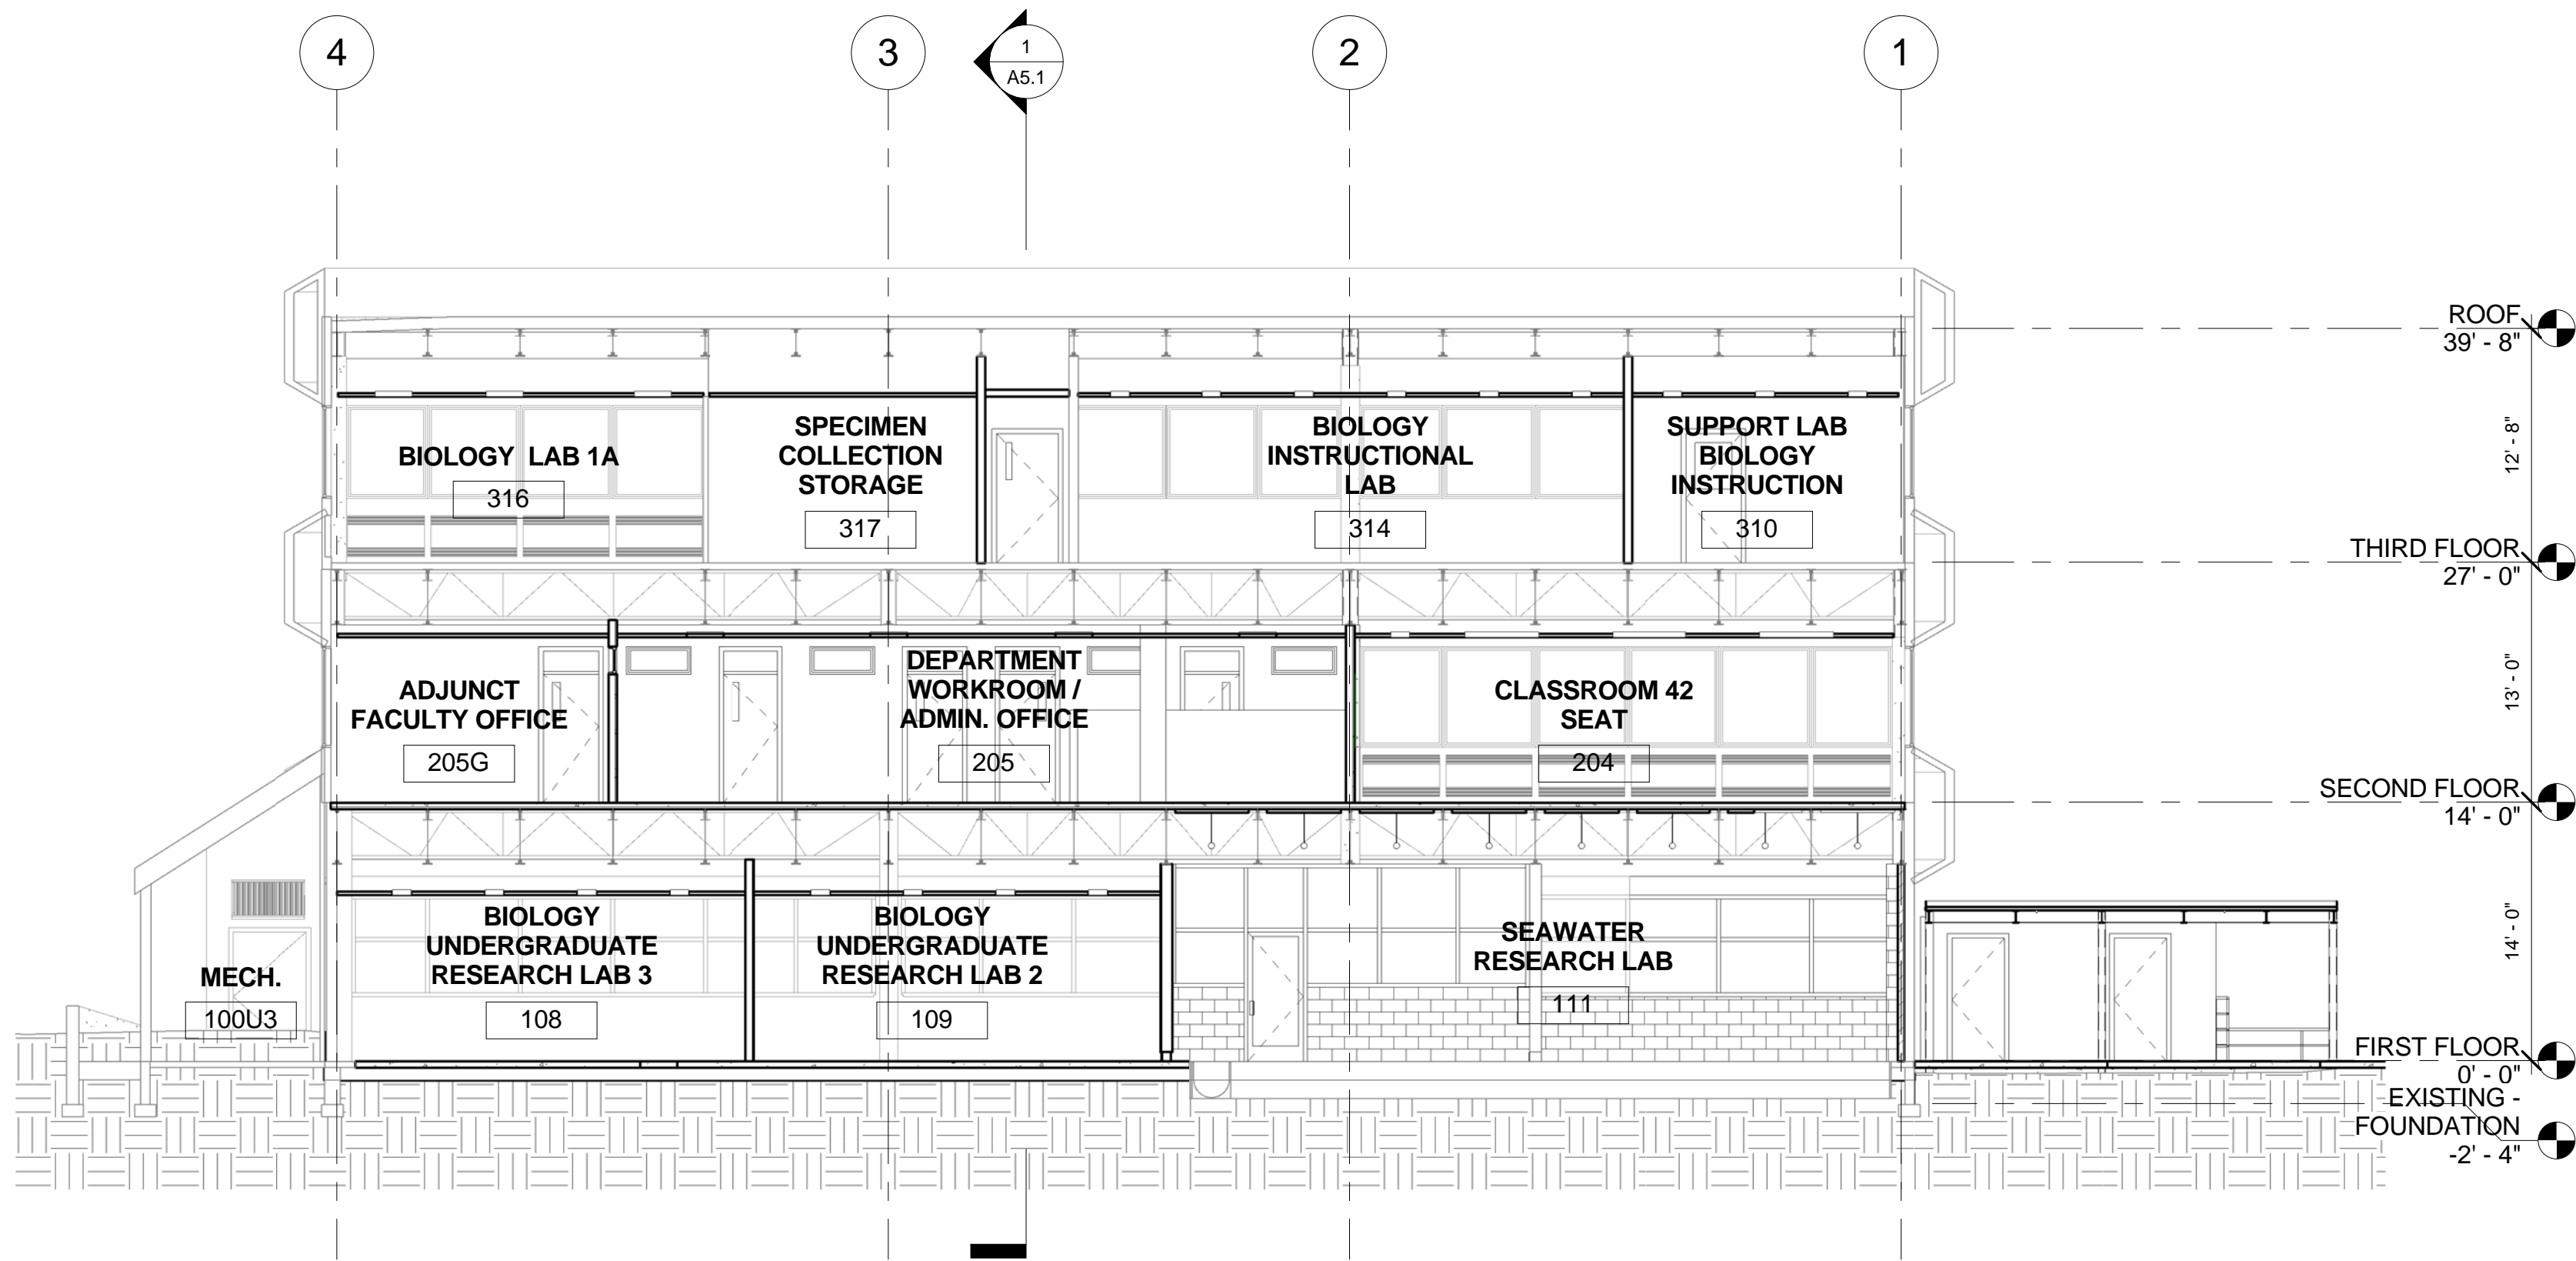 4
3
1
A5.1
2
1
ROOF
39' - 8"
12' - 8"
BIOLOGY LAB 1A
316
SPECIMEN
COLLECTION
STORAGE
317
BIOLOGY
INSTRUCTIONAL
LAB
314
SUPPORT LAB
BIOLOGY
INSTRUCTION
310
THIRD FLOOR
27' - 0"
13' - 0"
ADJUNCT
FACULTY OFFICE
205G
DEPARTMENT
WORKROOM /
ADMIN. OFFICE
205
CLASSROOM 42
SEAT
204
SECOND FLOOR
14' - 0"
14' - 0"
MECH.
100U3
BIOLOGY
UNDERGRADUATE
RESEARCH LAB 3
108
BIOLOGY
UNDERGRADUATE
RESEARCH LAB 2
109
SEAWATER
RESEARCH LAB
111
FIRST FLOOR
0' - 0"
EXISTING -
FOUNDATION
-2' - 4"